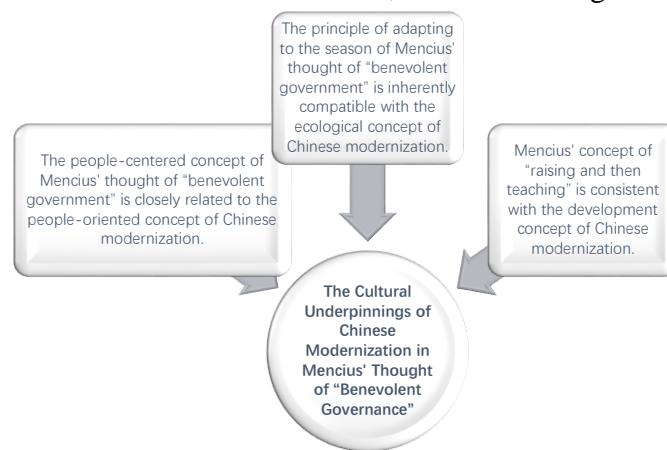 The principle of adapting
to the season of Mencius'
thought of "benevolent
government" is inherently
compatible with the
ecological concept of
Chinese modernization.
The people-centered concept of
Mencius' thought of "benevolent
government" is closely related to the
people-oriented concept of Chinese
modernization.
Mencius' concept of
"raising and then
teaching" is consistent
with the development
concept of Chinese
modernization.
The Cultural
Underpinnings of
Chinese
Modernization in
Mencius' Thought
of "Benevolent
Governance"